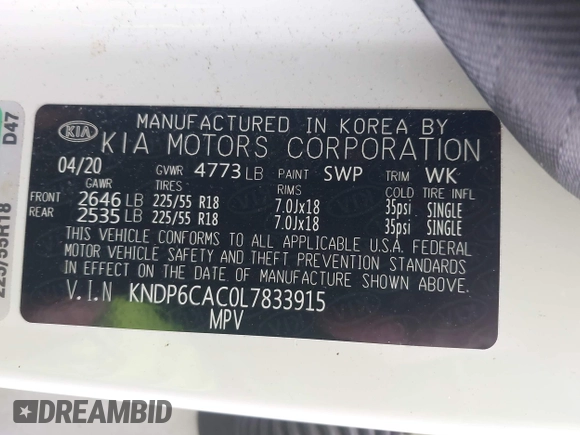 D47
225/55R18
KIA
MANUFACTURED IN KOREA BY
KIA MOTORS CORPORATION
04/20 GVWR 4773 LB PAINT SWP TRIM WK
GAWR TIRES RIMS COLD TIRE INFL
FRONT 2646 LB 225/55 R18 7.0Jx18 35psi SINGLE
REAR 2535 LB 225/55 R18 7.0Jx18 35psi SINGLE
THIS VEHICLE CONFORMS TO ALL APPLICABLE U.S.A. FEDERAL
MOTOR VEHICLE SAFETY AND THEFT PREVENTION STANDARDS
IN EFFECT ON THE DATE OF MANUFACTURE SHOWN ABOVE.
V.I.N KNDP6CAC0L7833915
MPV
DREAMBID